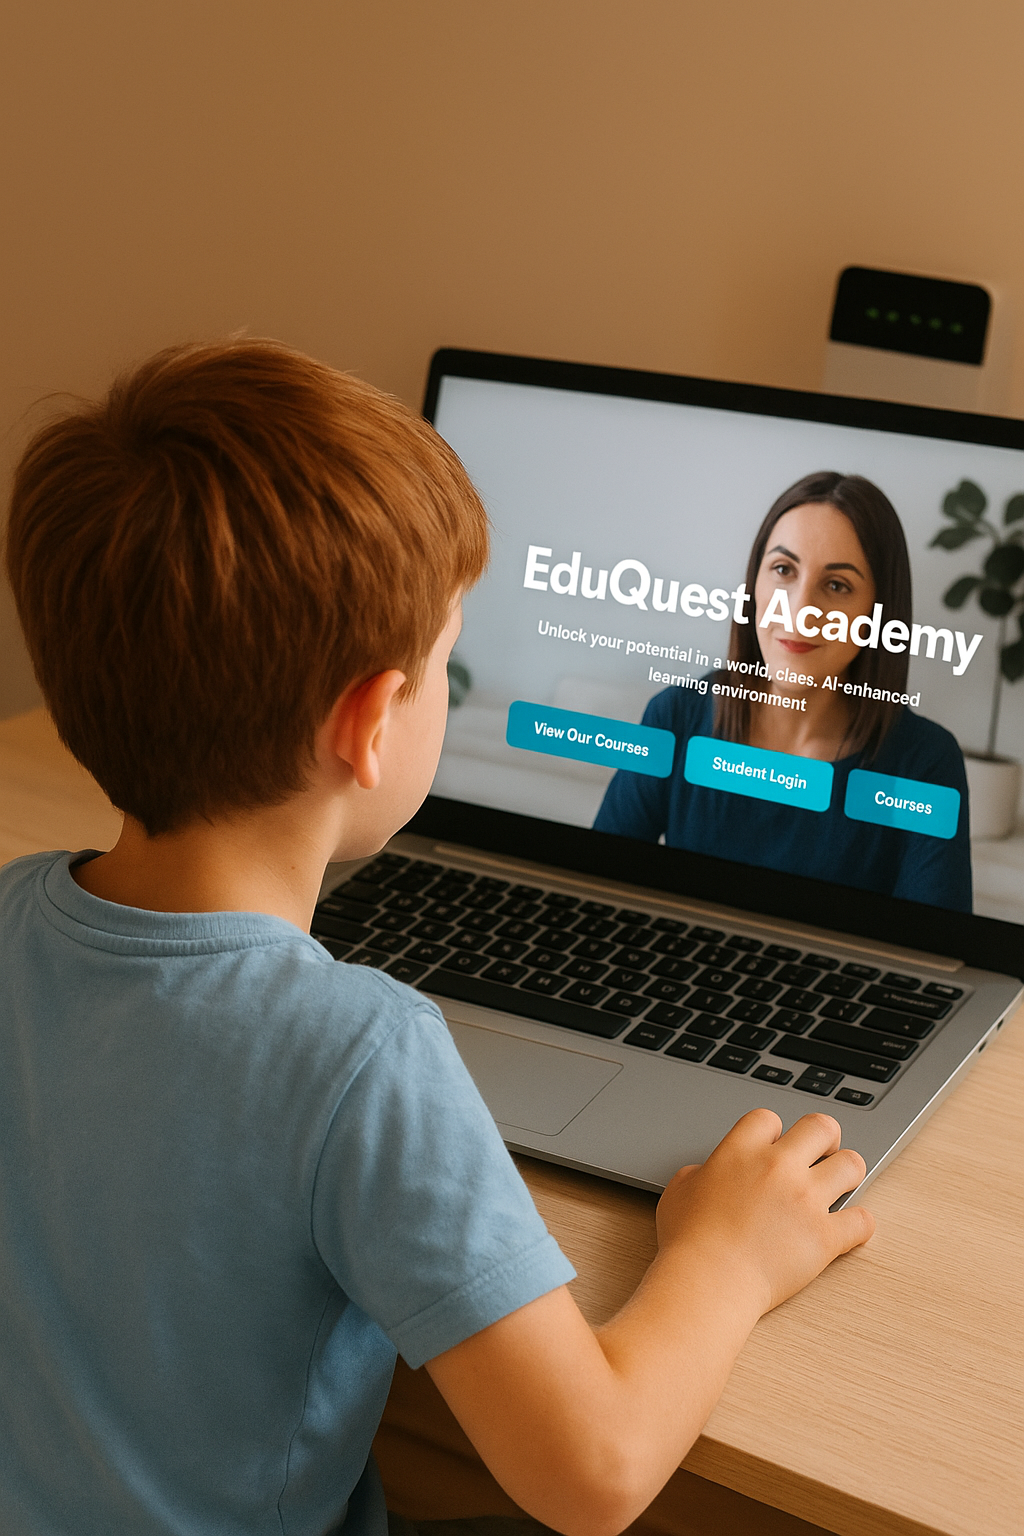 EduQuest Academy
Unlock your potential in a world, claes. AI-enhanced
learning environment
View Our Courses
Student Login
Courses